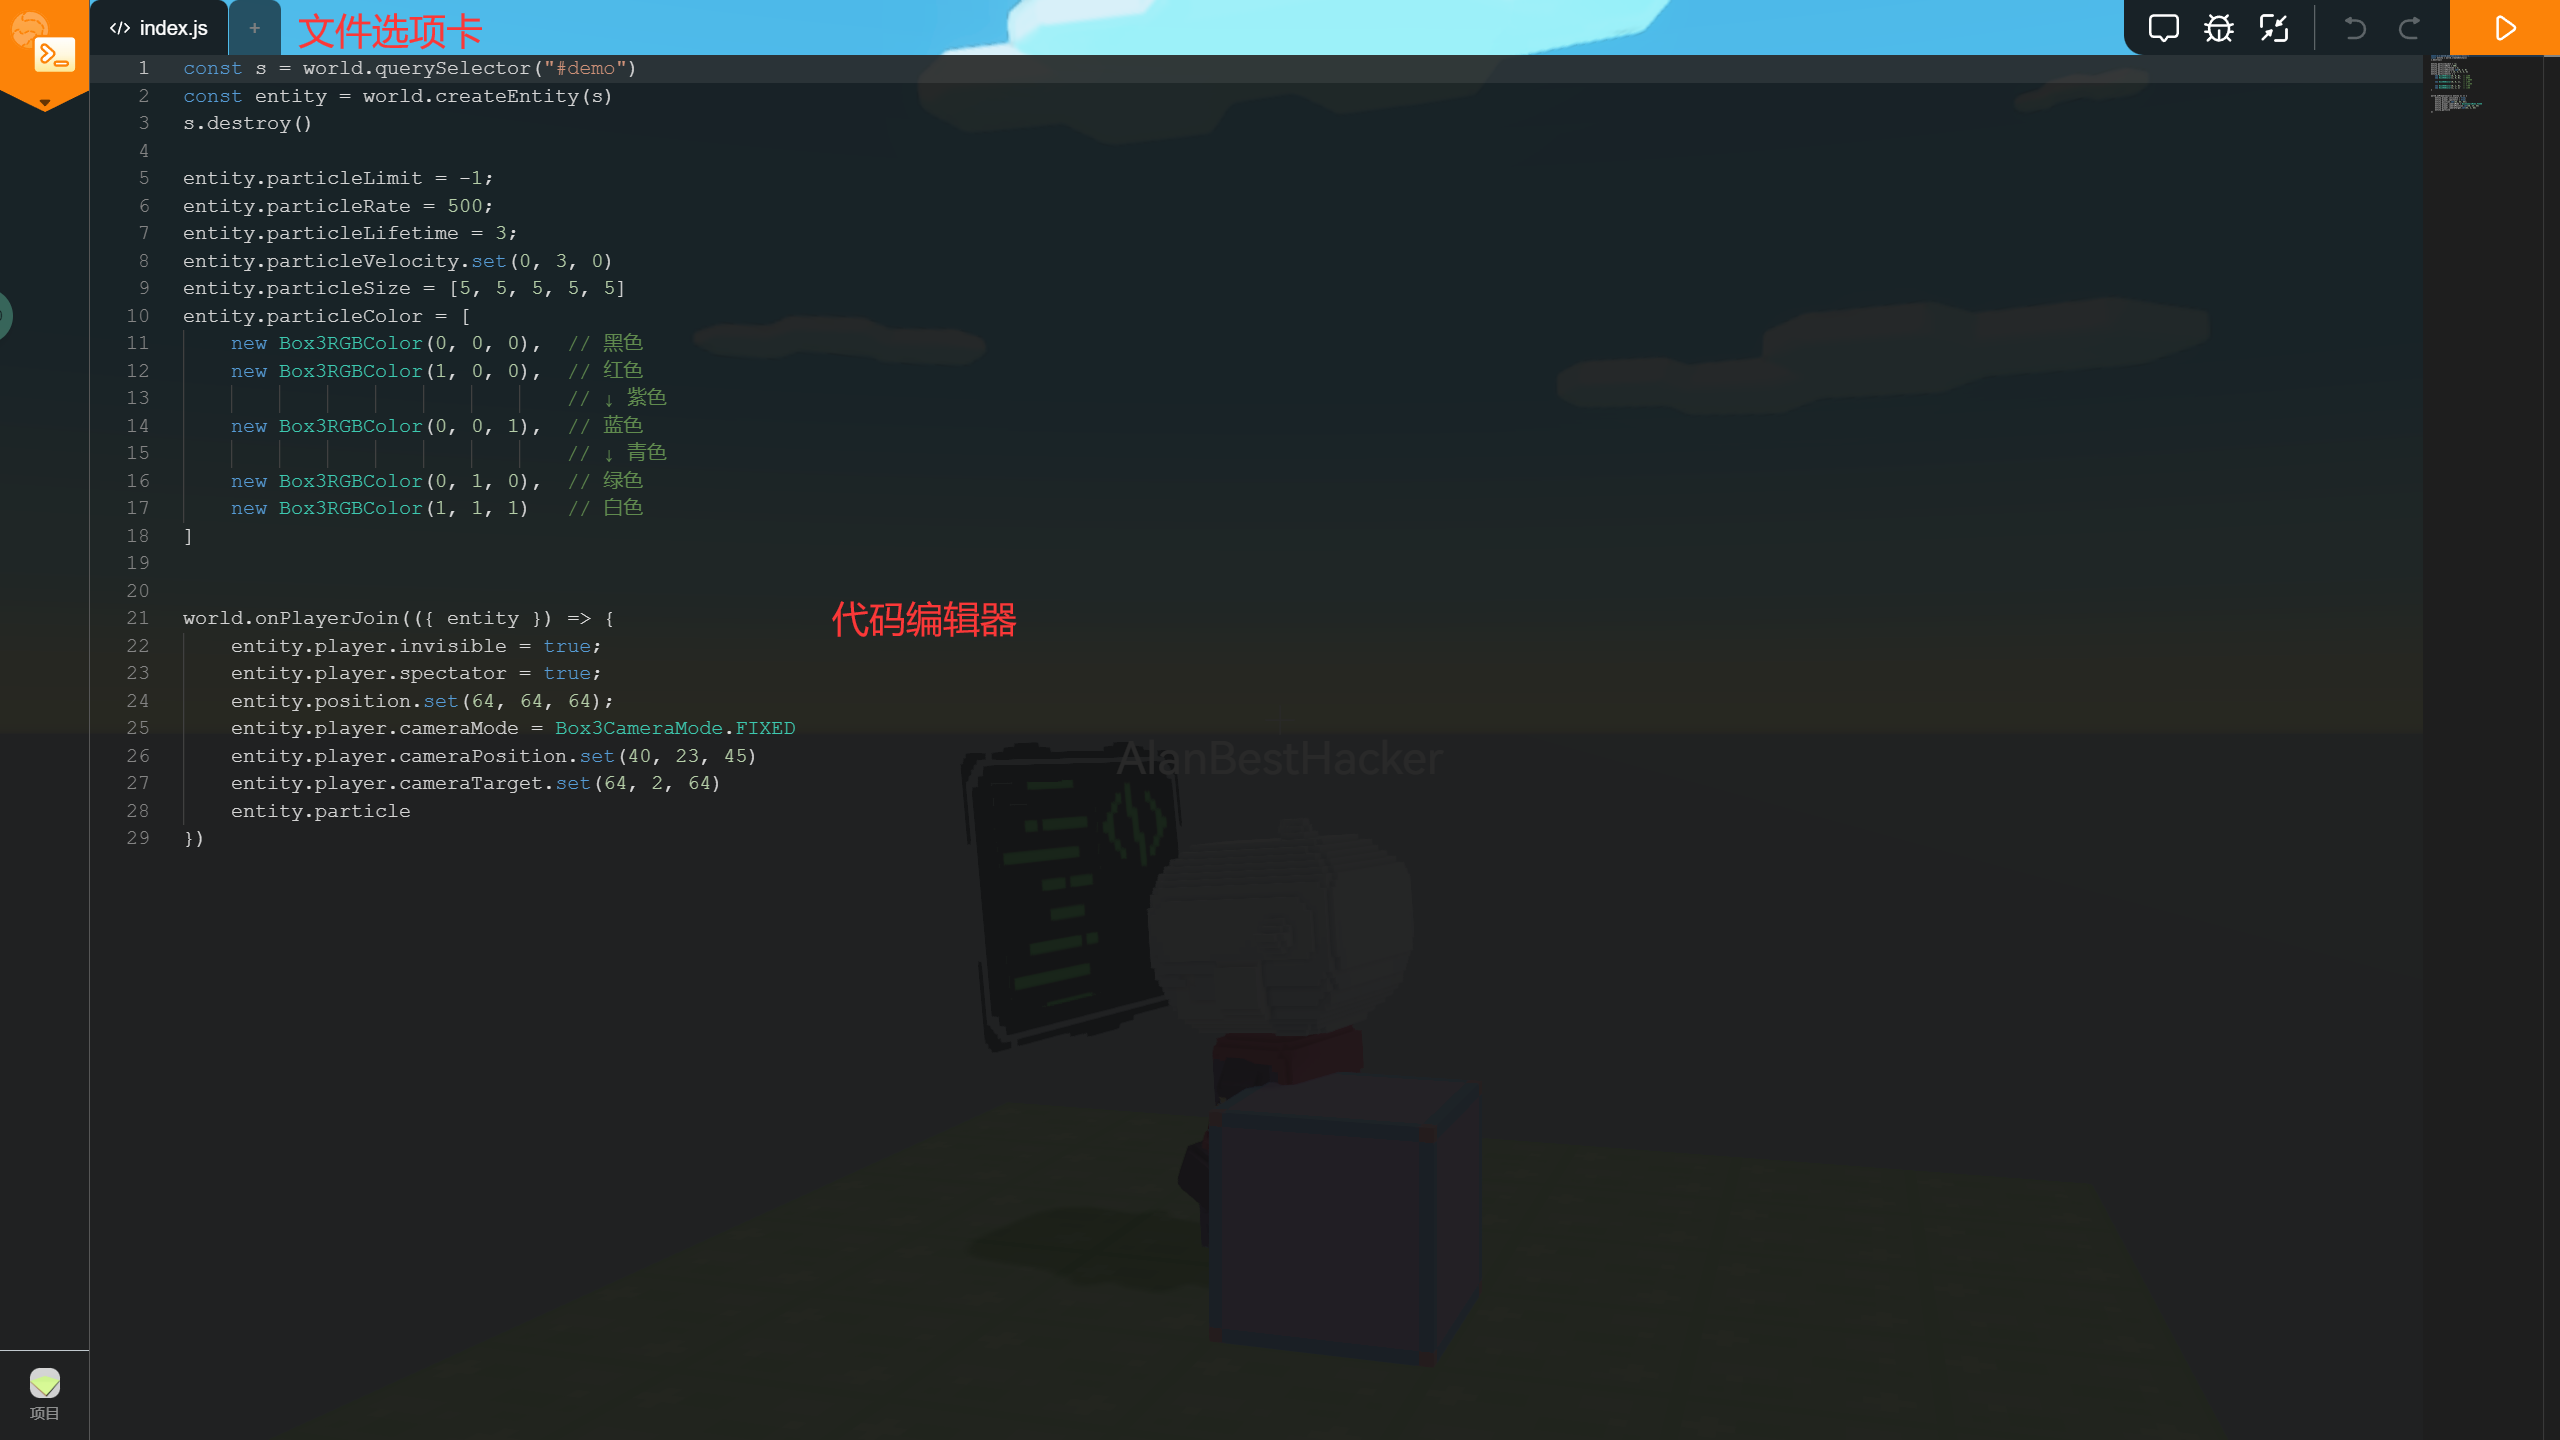 </> index.js
+
文件选项卡
1 const s = world.querySelector("#demo")
2 const entity = world.createEntity(s)
3 s.destroy()
4
5 entity.particleLimit = -1;
6 entity.particleRate = 500;
7 entity.particleLifetime = 3;
8 entity.particleVelocity.set(0, 3, 0)
9 entity.particleSize = [5, 5, 5, 5, 5]
10 entity.particleColor = [
11     new Box3RGBColor(0, 0, 0),  // 黑色
12     new Box3RGBColor(1, 0, 0),  // 红色
13                                 // ↓ 紫色
14     new Box3RGBColor(0, 0, 1),  // 蓝色
15                                 // ↓ 青色
16     new Box3RGBColor(0, 1, 0),  // 绿色
17     new Box3RGBColor(1, 1, 1)   // 白色
18 ]
19
20
21 world.onPlayerJoin(({ entity }) => {
代码编辑器
22     entity.player.invisible = true;
23     entity.player.spectator = true;
24     entity.position.set(64, 64, 64);
25     entity.player.cameraMode = Box3CameraMode.FIXED
26     entity.player.cameraPosition.set(40, 23, 45)
AlanBestHacker
27     entity.player.cameraTarget.set(64, 2, 64)
28     entity.particle
29 })
项目